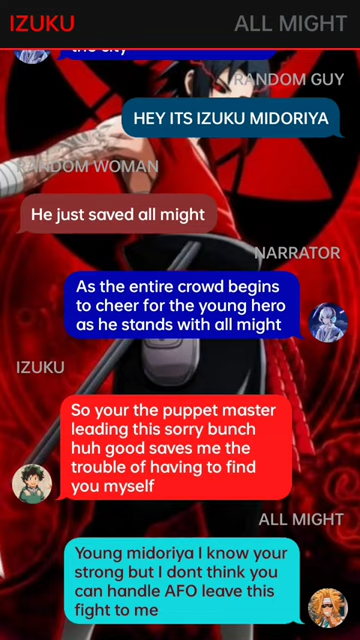 IZUKU
ALL MIGHT
the city
RANDOM GUY
HEY ITS IZUKU MIDORIYA
RANDOM WOMAN
He just saved all might
NARRATOR
As the entire crowd begins
to cheer for the young hero
as he stands with all might
IZUKU
So your the puppet master
leading this sorry bunch
huh good saves me the
trouble of having to find
you myself
ALL MIGHT
Young midoriya I know your
strong but I dont think you
can handle AFO leave this
fight to me